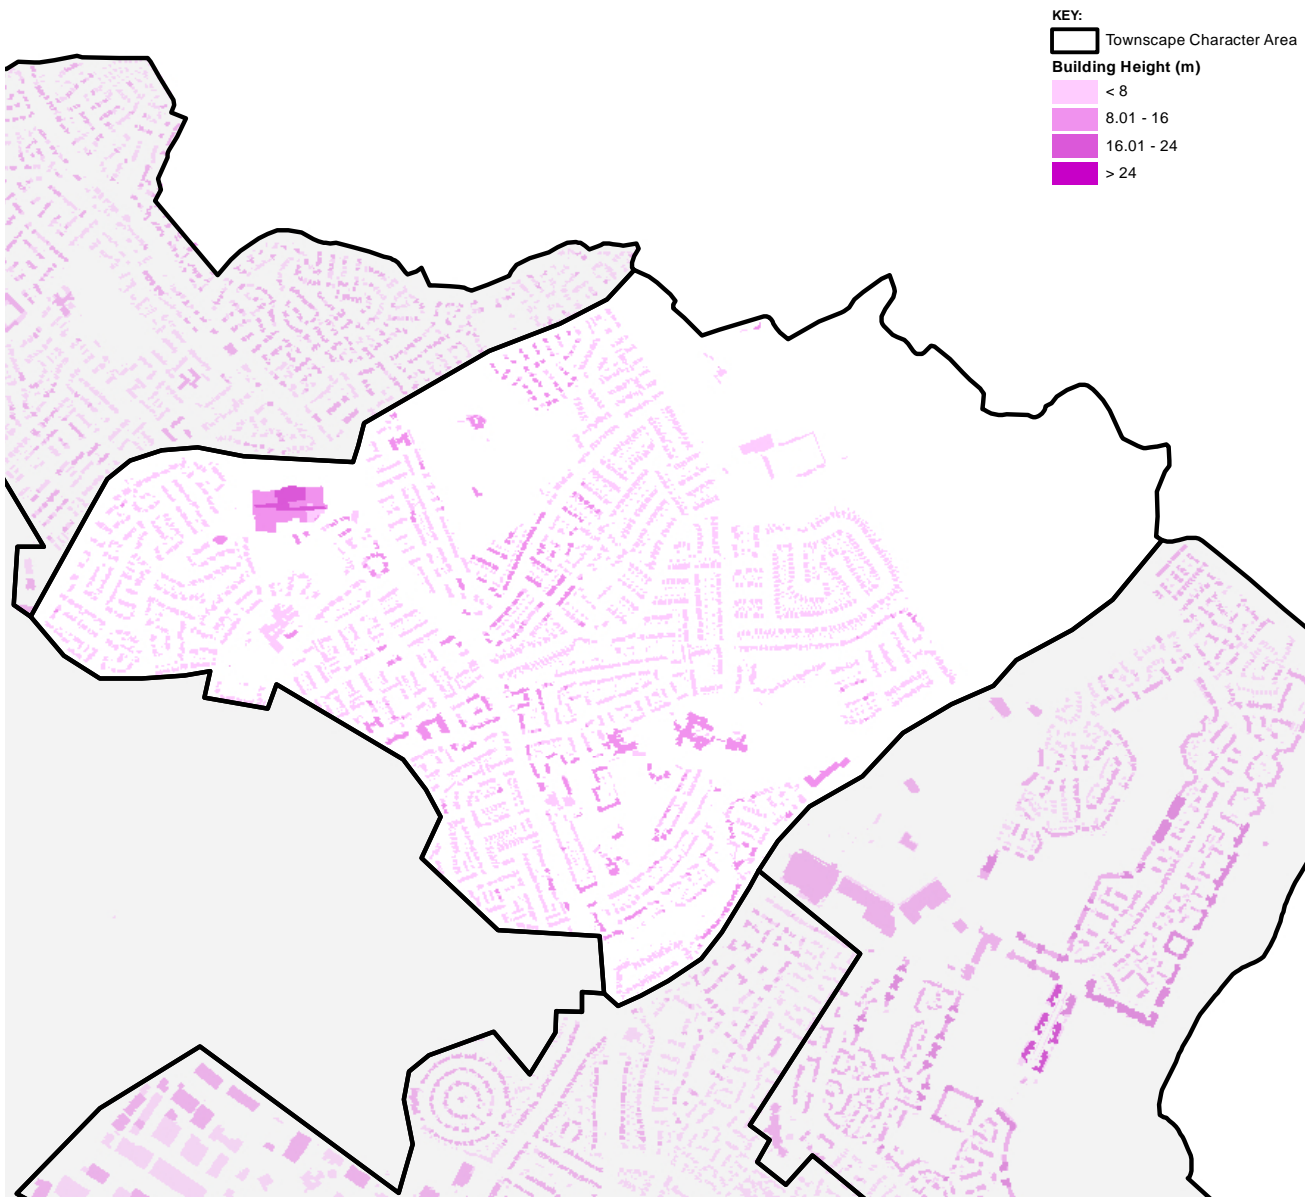 KEY:
Townscape Character Area
Building Height (m)
< 8
8.01 - 16
16.01 - 24
> 24